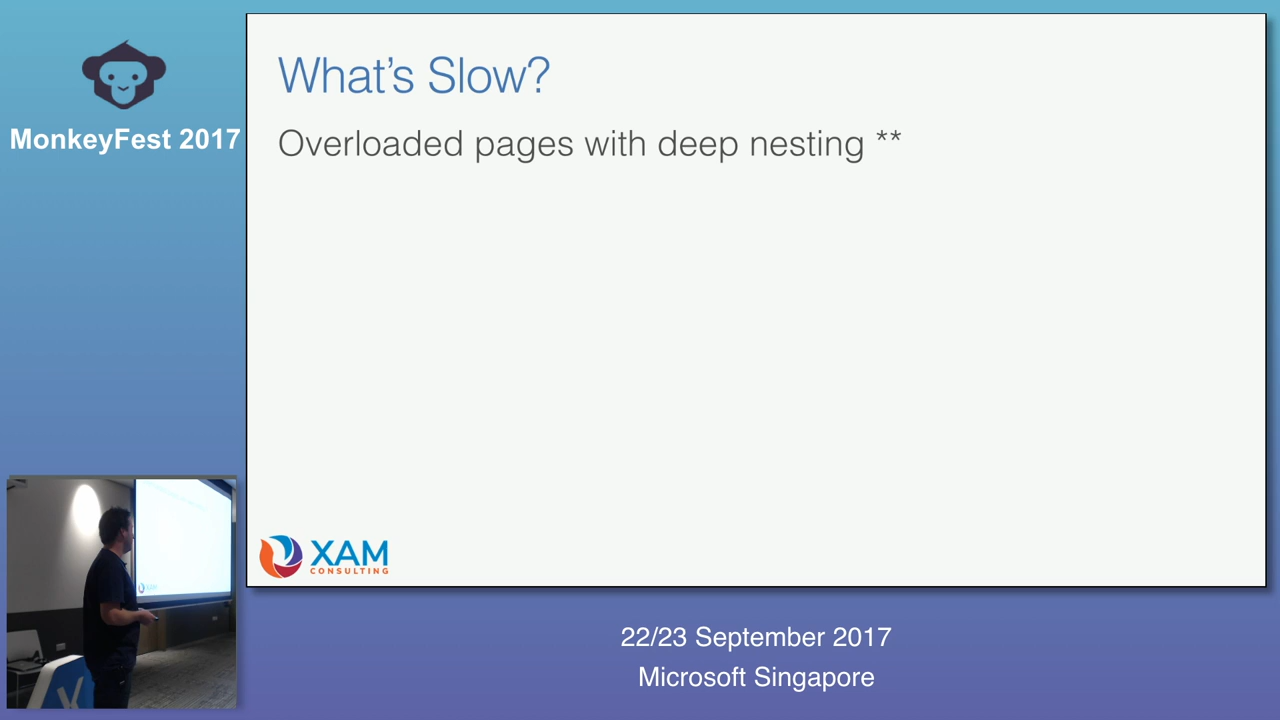 MonkeyFest 2017
What's Slow?
Overloaded pages with deep nesting **
XAM
CONSULTING
22/23 September 2017
Microsoft Singapore